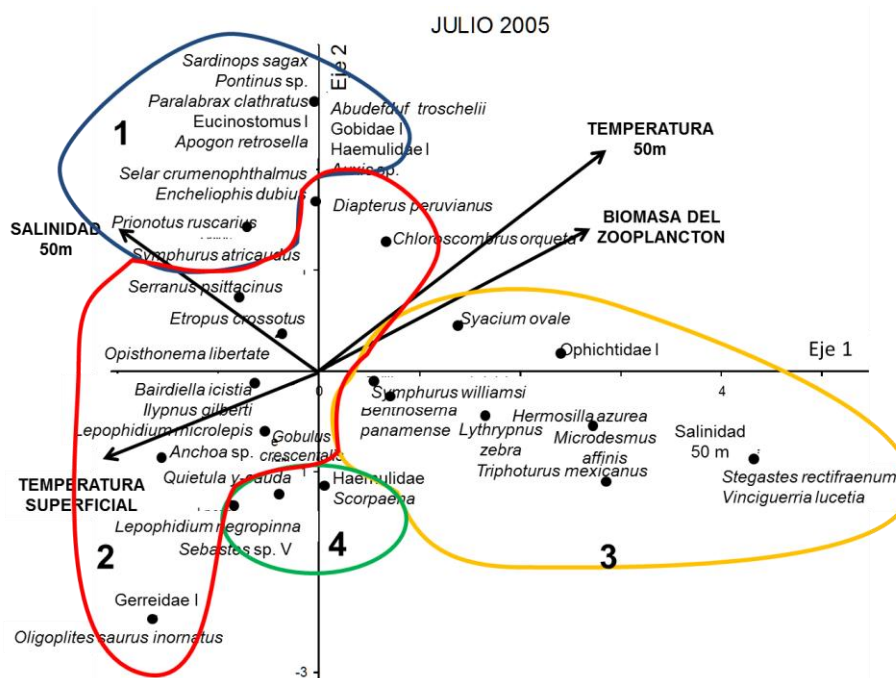 JULIO 2005
Eje 2
Sardinops sagax
Pontinus sp.
Paralabrax clathratus
Eucinostomus I
Apogon retrosella
Abudefduf troschelii
Gobidae I
Haemulidae I
Auxis sp.
1
TEMPERATURA
50m
Selar crumenophthalmus
Encheliophis dubius
Diapterus peruvianus
BIOMASA DEL
ZOOPLANCTON
SALINIDAD
50m
Prionotus ruscarius
Chloroscombrus orqueta
Symphurus atricaudus
Serranus psittacinus
Etropus crossotus
Syacium ovale
Opisthonema libertate
Ophichtidae I
Eje 1
0
4
Bairdiella icistia
Ilypnus gilberti
Symphurus williamsi
Benthosema
panamense
Lythrypnus
zebra
Hermosilla azurea
Microdesmus
affinis
Triphoturus mexicanus
Salinidad
50 m
Stegastes rectifraenum
Vinciguerria lucetia
Lepophidium microlepis
Gobulus
crescentalis
Anchoa sp.
TEMPERATURA
SUPERFICIAL
Quietula y-cauda
Haemulidae
Scorpaena
Lepophidium negropinna
Sebastes sp. V
2
4
3
Gerreidae I
Oligoplites saurus inornatus
-3